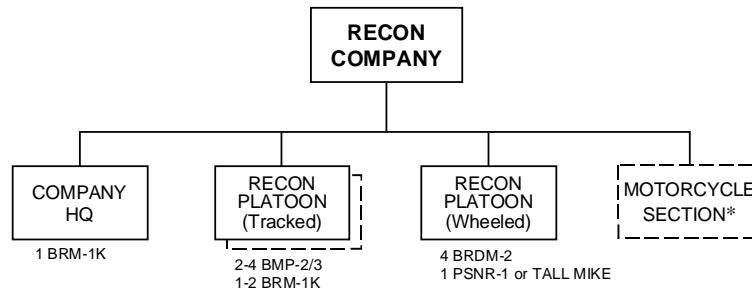 RECON
COMPANY
COMPANY
HQ
1 BRM-1K
RECON
PLATOON
(Tracked)
2-4 BMP-2/3
1-2 BRM-1K
RECON
PLATOON
(Wheeled)
4 BRDM-2
1 PSNR-1 or TALL MIKE
MOTORCYCLE
SECTION*